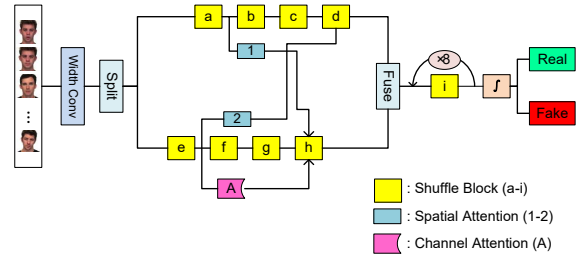 a b c d
1
Width Conv
Split
2
e f g h
A
Fuse
×8
i
∫
Real
Fake
...
: Shuffle Block (a-i)
: Spatial Attention (1-2)
: Channel Attention (A)